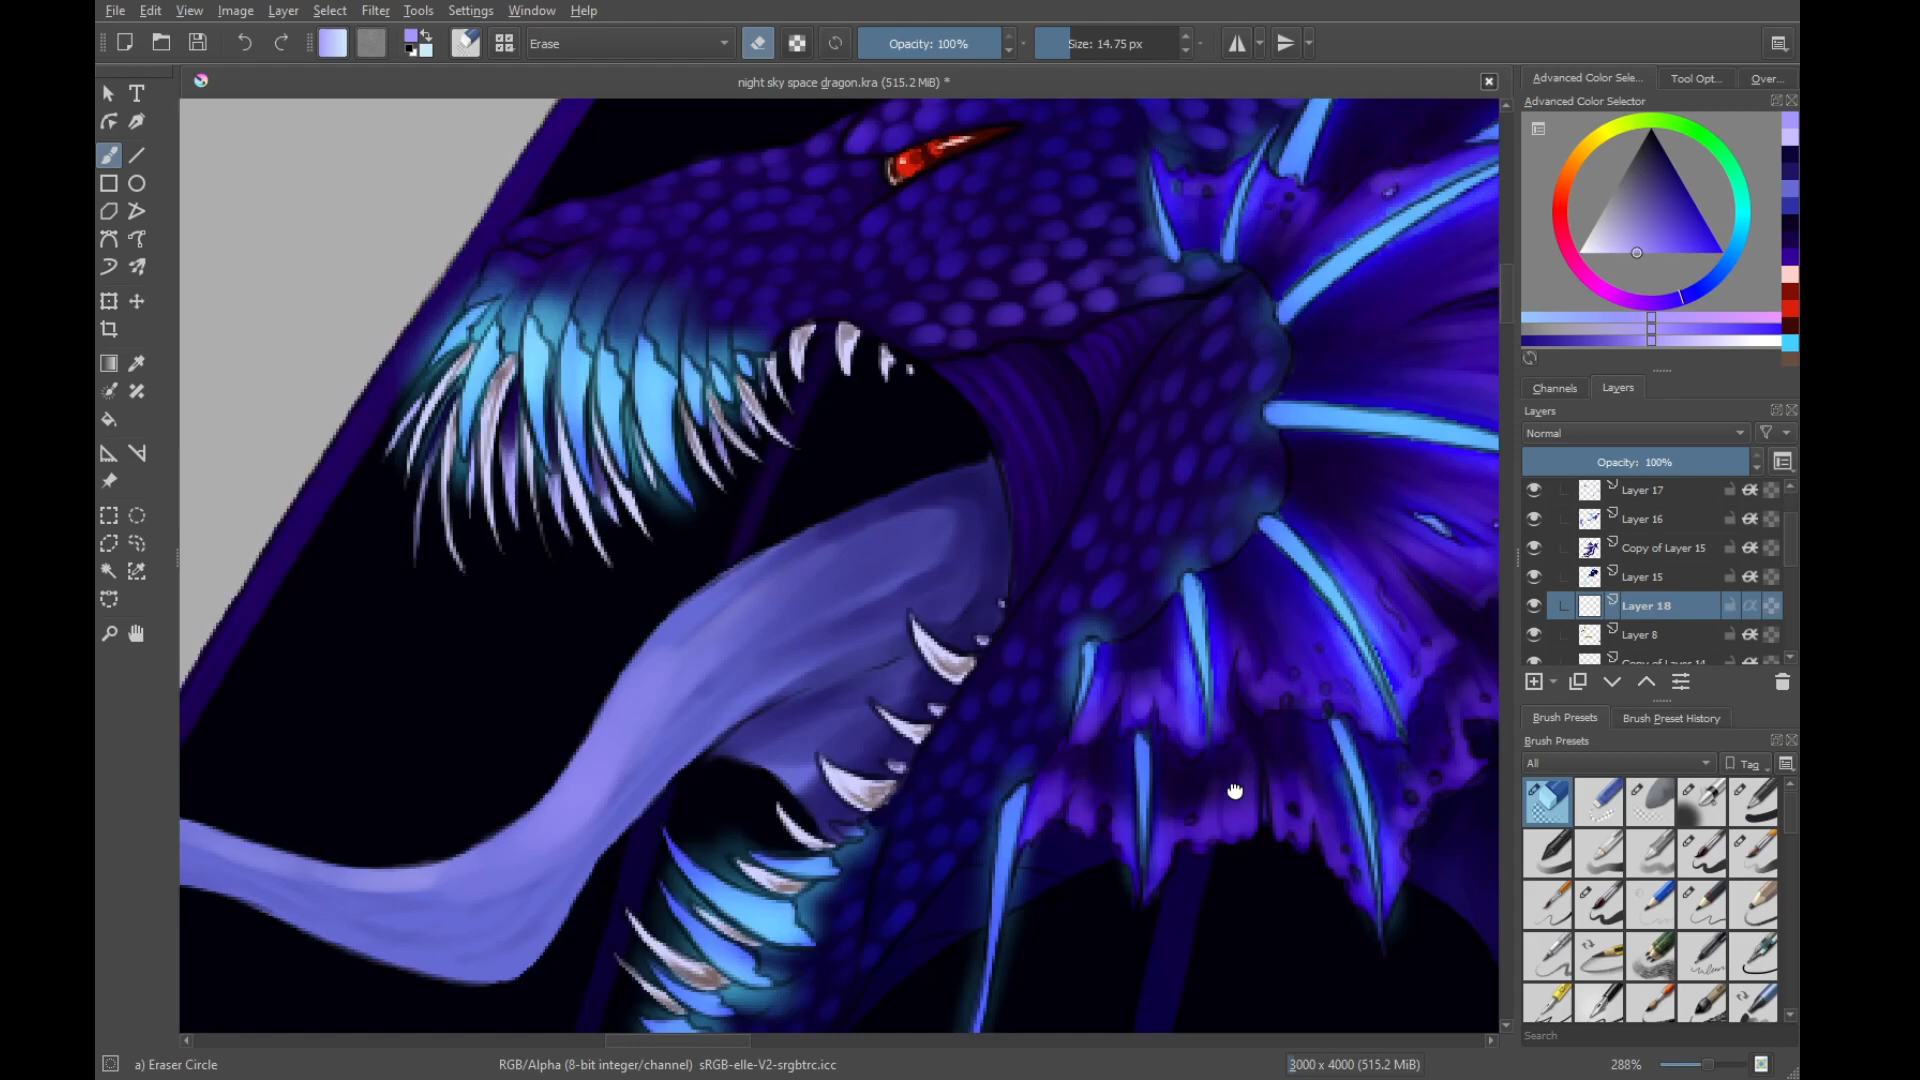 File Edit View Image Layer Select Filter Tools Settings Window Help
Erase Opacity: 100% Size: 14.75 px
night sky space dragon.kra (515.2 MiB) *
Advanced Color Sele... Tool Opt... Over...
Advanced Color Selector
Channels Layers
Layers
Normal
Opacity: 100%
Layer 17
Layer 16
Copy of Layer 15
Layer 15
Layer 18
Layer 8
Copy of Layer 14
Brush Presets Brush Preset History
Brush Presets
All Tag
Search
a) Eraser Circle RGB/Alpha (8-bit integer/channel) sRGB-elle-V2-srgbtrc.icc 3000 x 4000 (515.2 MiB) 288%